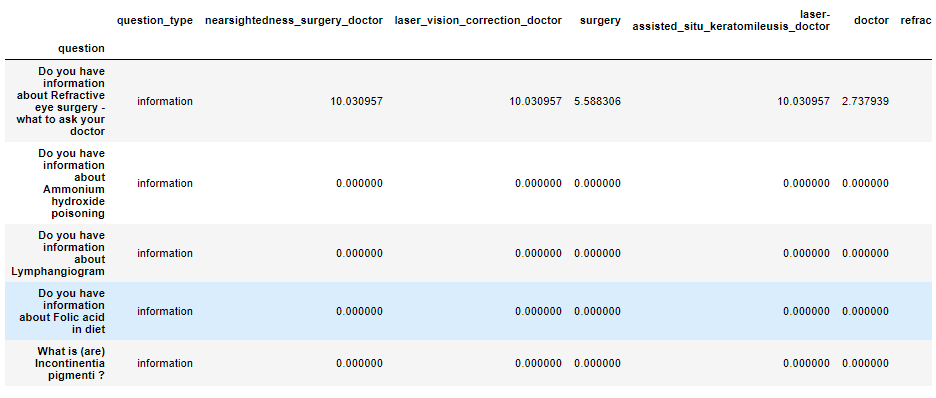 question_type nearsightedness_surgery_doctor laser_vision_correction_doctor surgery laser-
assisted_situ_keratomileusis_doctor doctor refrac
question
Do you have
information
about Refractive
eye surgery -
what to ask your
doctor
information 10.030957 10.030957 5.588306 10.030957 2.737939
Do you have
information
about
Ammonium
hydroxide
poisoning
information 0.000000 0.000000 0.000000 0.000000 0.000000
Do you have
information
about
Lymphangiogram
information 0.000000 0.000000 0.000000 0.000000 0.000000
Do you have
information
about Folic acid
in diet
information 0.000000 0.000000 0.000000 0.000000 0.000000
What is (are)
Incontinentia
pigmenti ?
information 0.000000 0.000000 0.000000 0.000000 0.000000